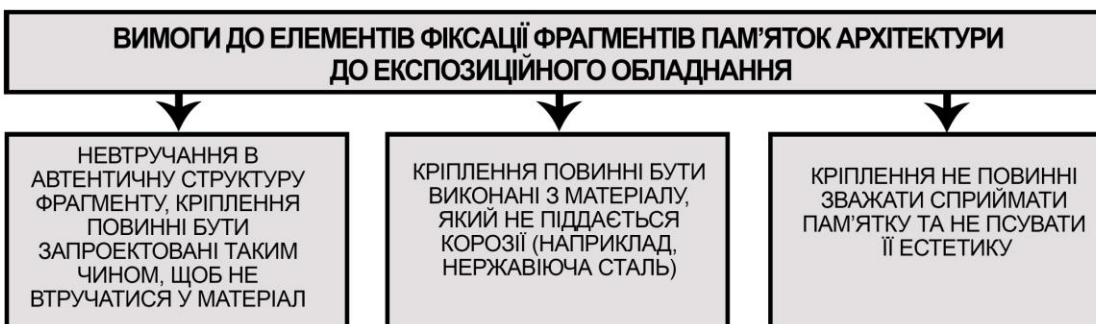 ВИМОГИ ДО ЕЛЕМЕНТІВ ФІКСАЦІЇ ФРАГМЕНТІВ ПАМ’ЯТОК АРХІТЕКТУРИ
ДО ЕКСПОЗИЦІЙНОГО ОБЛАДНАННЯ
НЕВТРУЧАННЯ В
АВТЕНТИЧНУ СТРУКТУРУ
ФРАГМЕНТУ, КРІПЛЕННЯ
ПОВИННІ БУТИ
ЗАПРОЕКТОВАНІ ТАКИМ
ЧИНОМ, ЩОБ НЕ
ВТРУЧАТИСЯ У МАТЕРІАЛ
КРІПЛЕННЯ ПОВИННІ БУТИ
ВИКОНАНІ З МАТЕРІАЛУ,
ЯКИЙ НЕ ПІДДАЄТЬСЯ
КОРОЗІЇ (НАПРИКЛАД,
НЕРЖАВІЮЧА СТАЛЬ)
КРІПЛЕННЯ НЕ ПОВИННІ
ЗВАЖАТИ СПРИЙМАТИ
ПАМ’ЯТКУ ТА НЕ ПСУВАТИ
ЇЇ ЕСТЕТИКУ